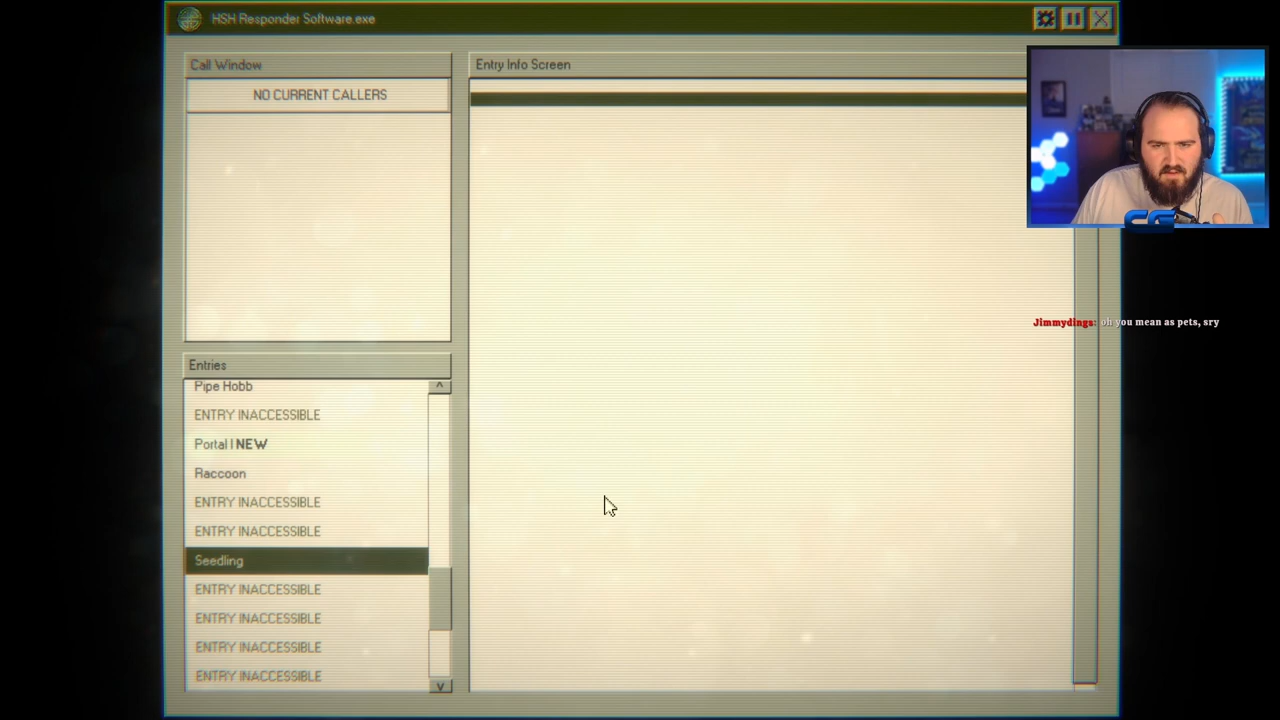 HSH Responder Software.exe
Call Window
NO CURRENT CALLERS
Entry Info Screen
CG
Jimmydings: oh you mean as pets, sry
Entries
Pipe Hobb
ENTRY INACCESSIBLE
Portal | NEW
Raccoon
ENTRY INACCESSIBLE
ENTRY INACCESSIBLE
Seedling
ENTRY INACCESSIBLE
ENTRY INACCESSIBLE
ENTRY INACCESSIBLE
ENTRY INACCESSIBLE